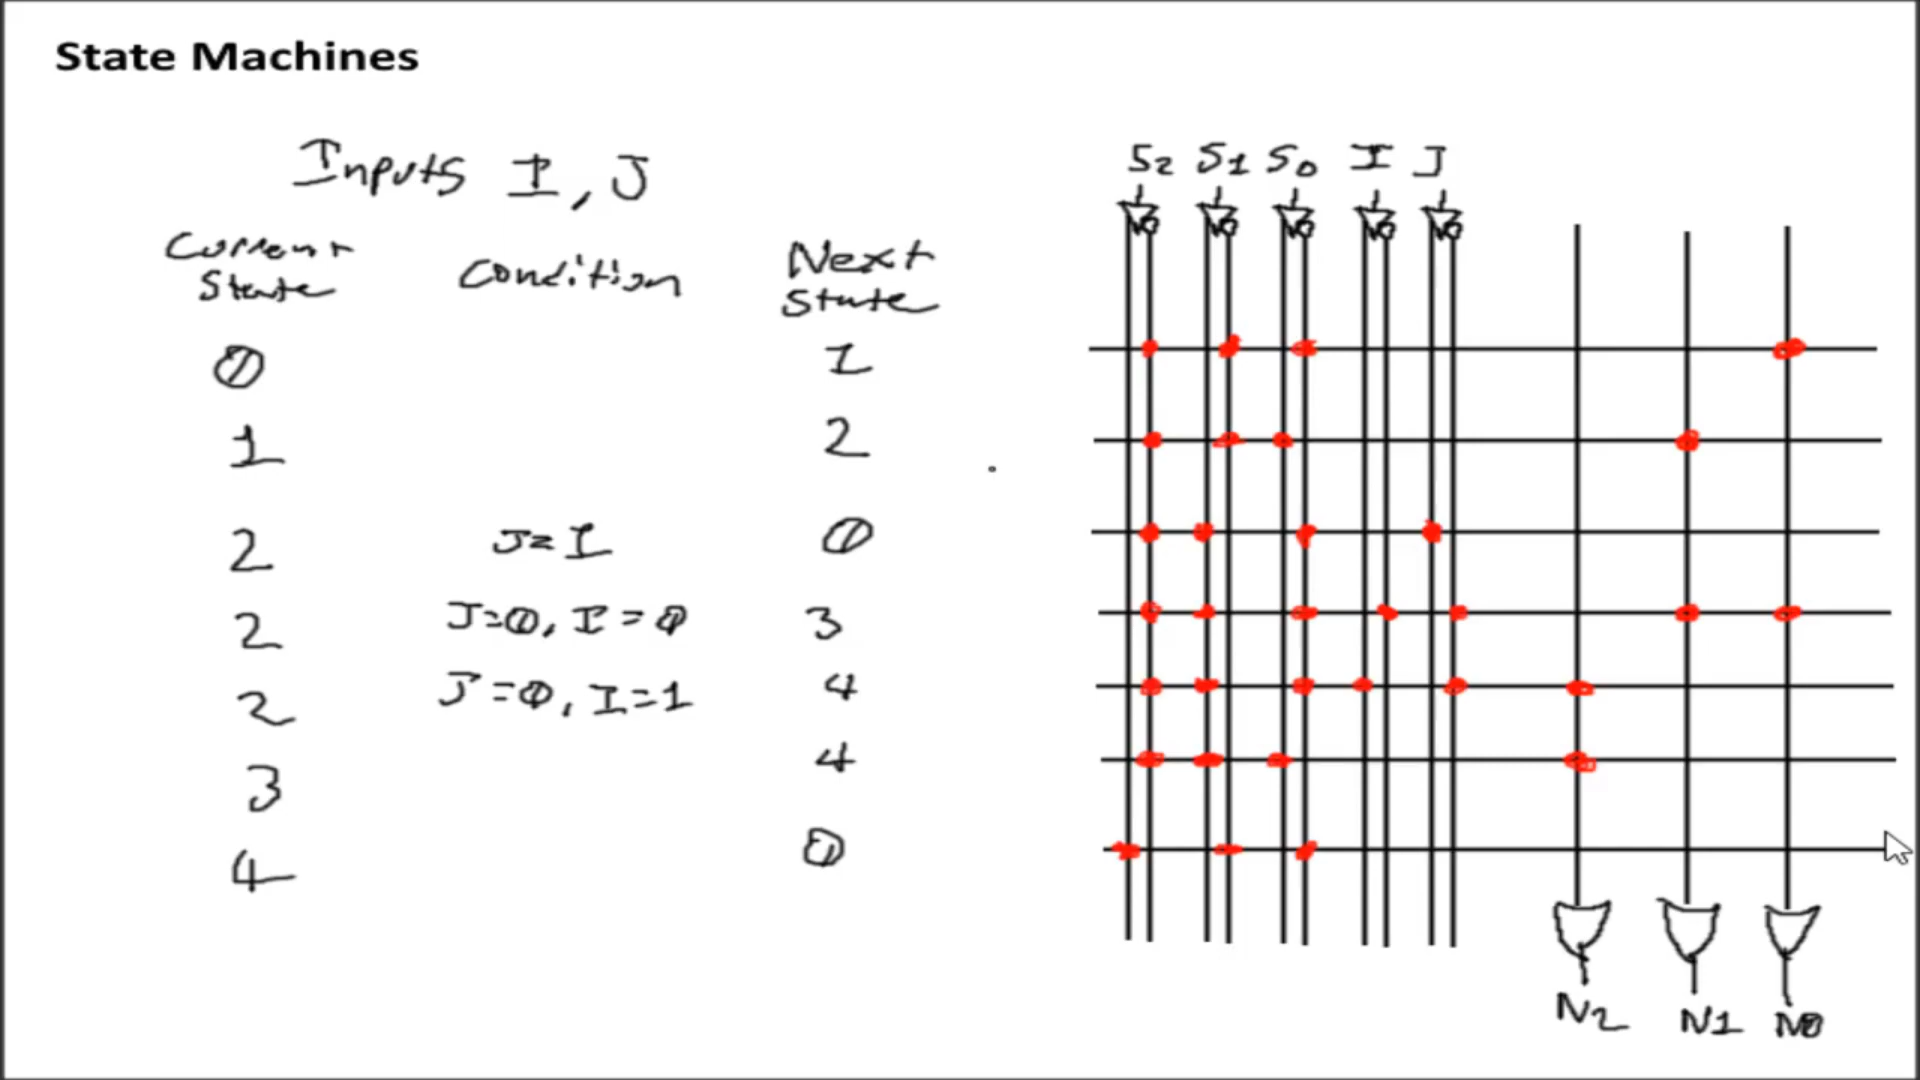 State Machines
Inputs I, J
Current State Condition Next State
0 1
1 2
2 J=I 0
2 J=0, I=0 3
2 J=0, I=1 4
3 4
4 0
S2 S1 S0 I J
N2 N1 N0